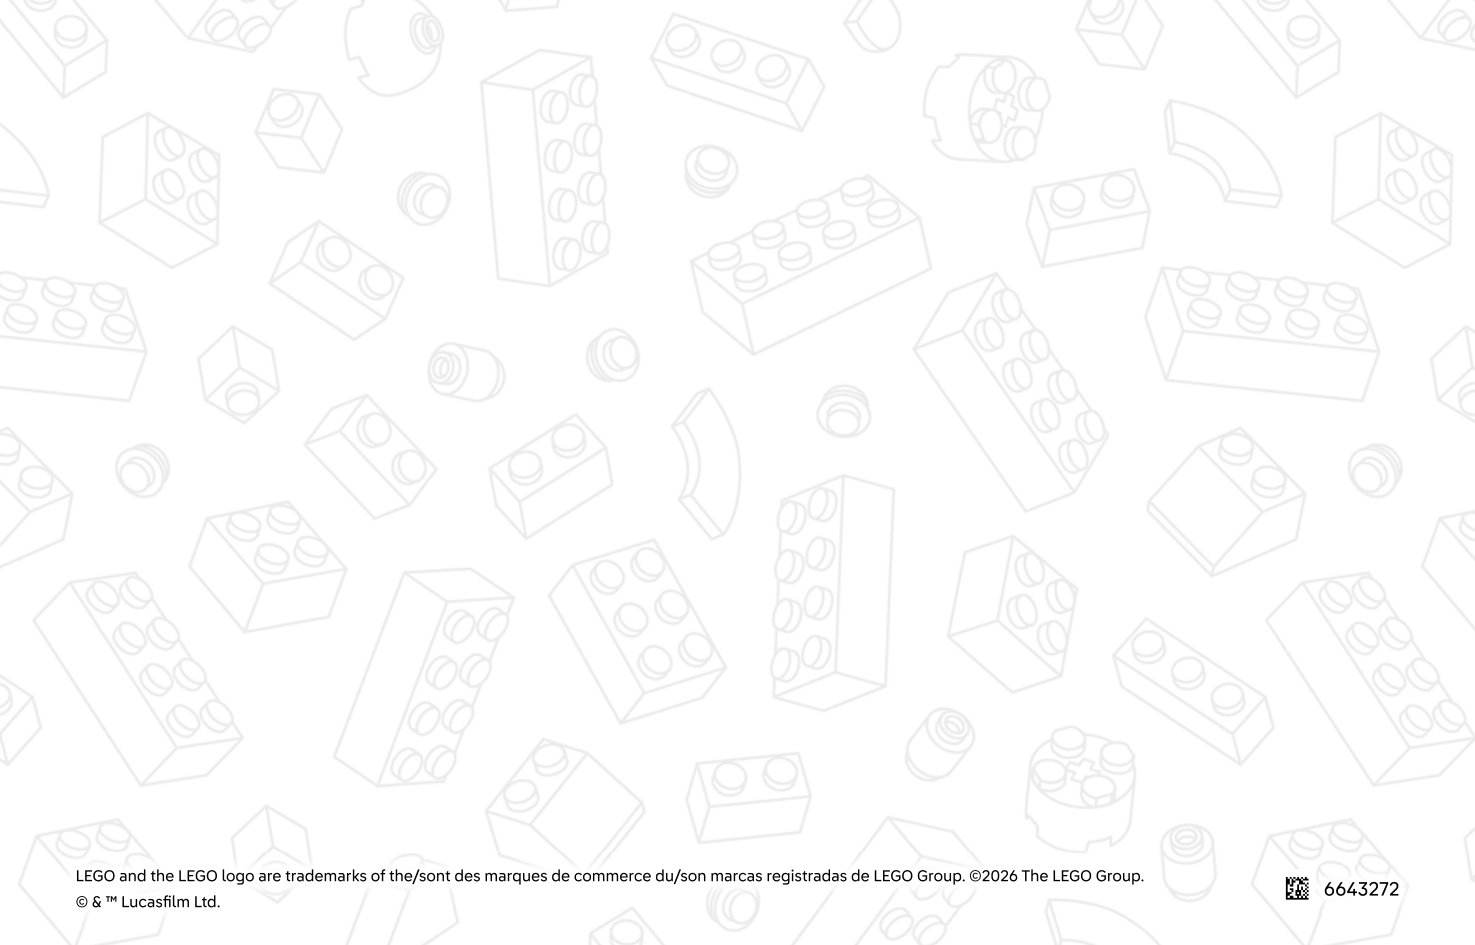 LEGO and the LEGO logo are trademarks of the/sont des marques de commerce du/son marcas registradas de LEGO Group. ©2026 The LEGO Group.
© & ™ Lucasfilm Ltd.
6643272